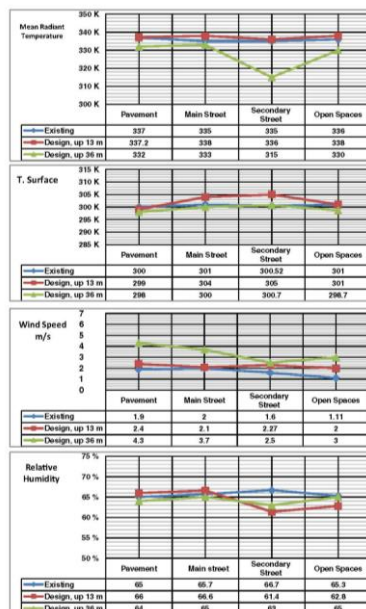 Mean Radiant
Temperature
350 K
340 K
330 K
320 K
310 K
300 K
Pavement Main Street Secondary Street Open Spaces
Existing 337 335 335 336
Design, up 13 m 337.2 338 336 338
Design, up 36 m 332 333 315 330
T. Surface
315 K
310 K
305 K
300 K
295 K
290 K
285 K
Pavement Main Street Secondary Street Open Spaces
Existing 300 301 300.52 301
Design, up 13 m 299 304 305 301
Design, up 36 m 298 300 300.7 298.7
Wind Speed
m/s
7
6
5
4
3
2
1
0
Pavement Main Street Secondary Street Open Spaces
Existing 1.9 2 1.6 1.11
Design, up 13 m 2.4 2.1 2.27 2
Design, up 36 m 4.3 3.7 2.5 3
Relative
Humidity
75 %
70 %
65 %
60 %
55 %
50 %
Pavement Main street Secondary Street Open Spaces
Existing 65 65.7 66.7 65.3
Design, up 13 m 66 66.6 61.4 62.8
Design, up 36 m 64 65 63 65